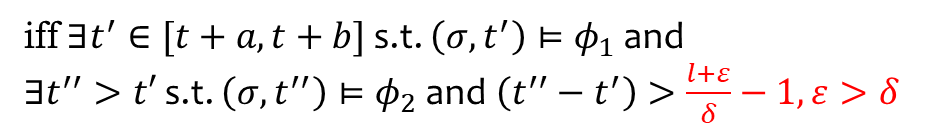 iff ∃t′ ∈ [t + a, t + b] s.t. (σ, t′) ⊨ ϕ₁ and
∃t″ > t′ s.t. (σ, t″) ⊨ ϕ₂ and (t″ − t′) > (l+ε)/δ − 1, ε > δ